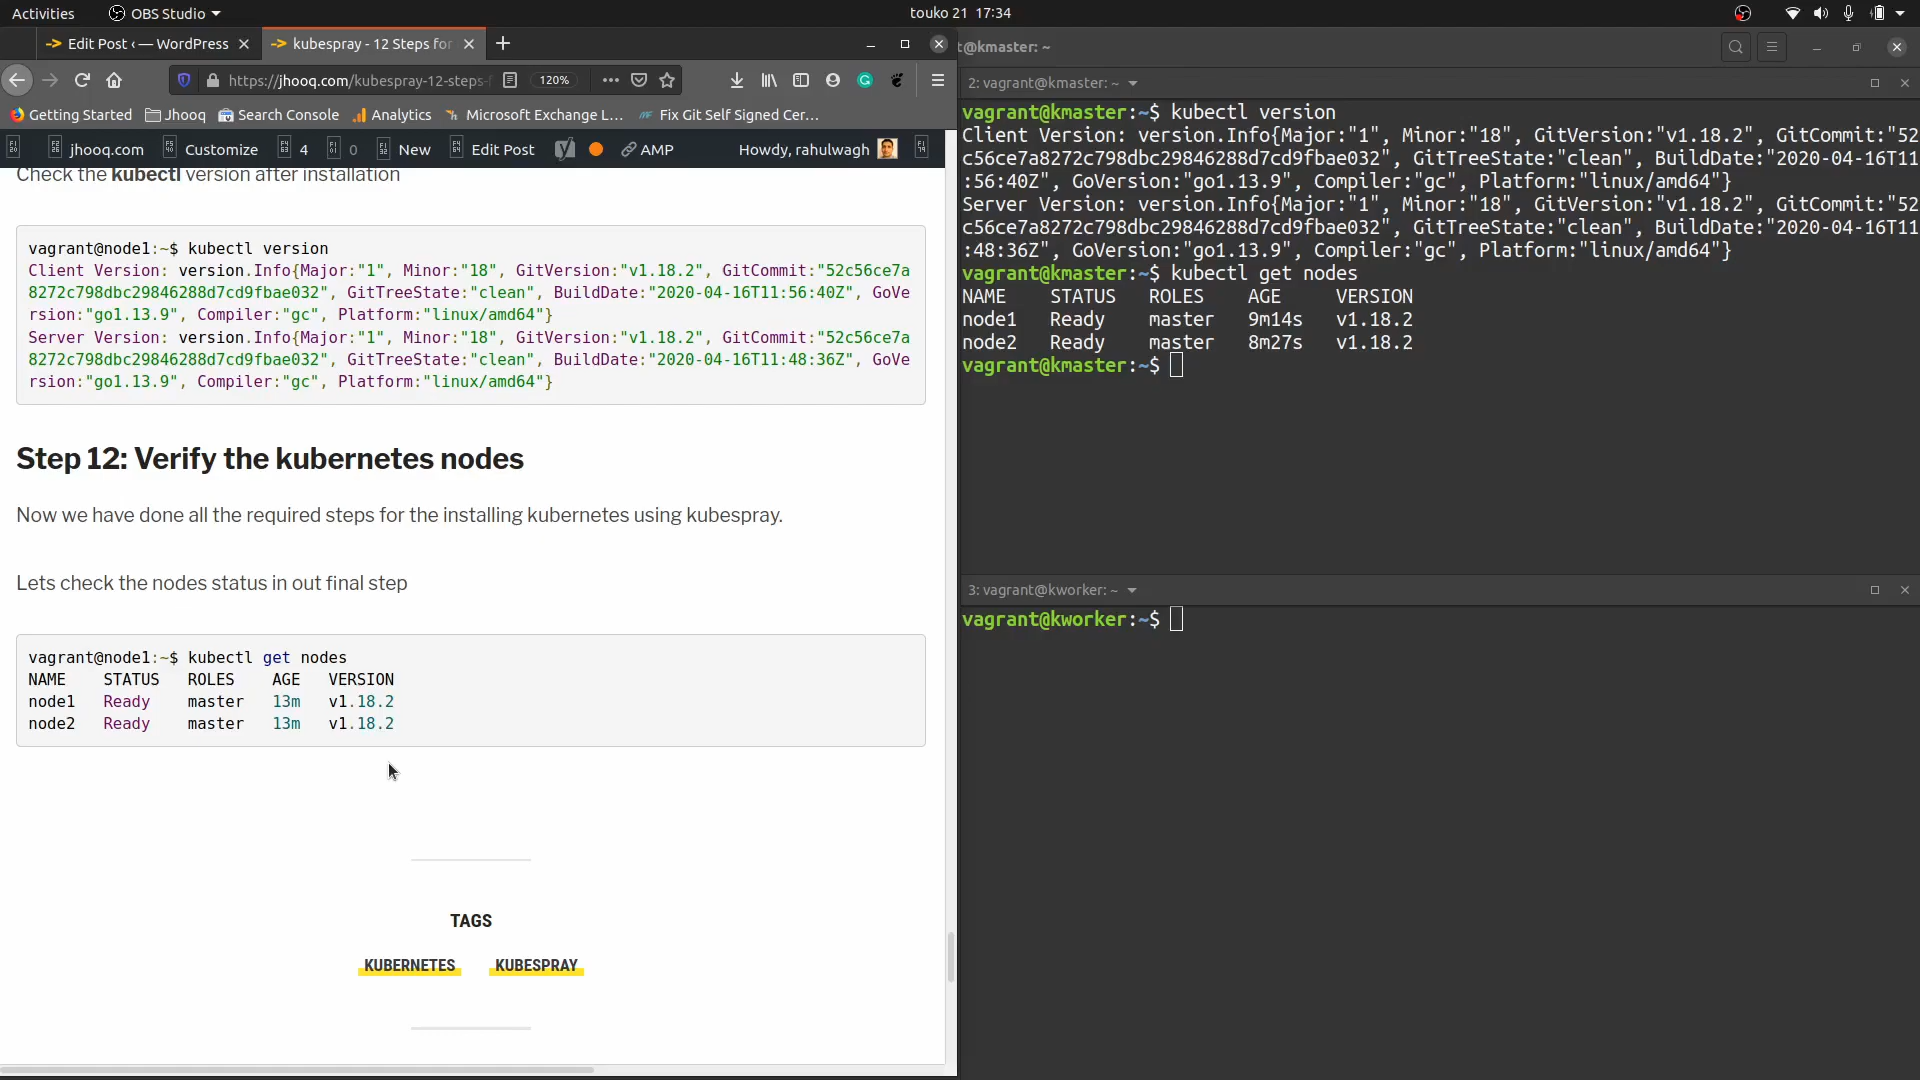 Activities
OBS Studio
touko 21 17:34
Edit Post ‹ — WordPress
kubespray - 12 Steps for
https://jhooq.com/kubespray-12-steps-
120%
Getting Started
Jhooq
Search Console
Analytics
Microsoft Exchange L...
Fix Git Self Signed Cer...
jhooq.com
Customize
4
0
New
Edit Post
AMP
Howdy, rahulwagh
Check the kubectl version after installation
vagrant@node1:~$ kubectl version
Client Version: version.Info{Major:"1", Minor:"18", GitVersion:"v1.18.2", GitCommit:"52c56ce7a
8272c798dbc29846288d7cd9fbae032", GitTreeState:"clean", BuildDate:"2020-04-16T11:56:40Z", GoVe
rsion:"go1.13.9", Compiler:"gc", Platform:"linux/amd64"}
Server Version: version.Info{Major:"1", Minor:"18", GitVersion:"v1.18.2", GitCommit:"52c56ce7a
8272c798dbc29846288d7cd9fbae032", GitTreeState:"clean", BuildDate:"2020-04-16T11:48:36Z", GoVe
rsion:"go1.13.9", Compiler:"gc", Platform:"linux/amd64"}
Step 12: Verify the kubernetes nodes
Now we have done all the required steps for the installing kubernetes using kubespray.
Lets check the nodes status in out final step
vagrant@node1:~$ kubectl get nodes
NAME STATUS ROLES AGE VERSION
node1 Ready master 13m v1.18.2
node2 Ready master 13m v1.18.2
TAGS
KUBERNETES KUBESPRAY
t@kmaster: ~
2: vagrant@kmaster: ~
vagrant@kmaster:~$ kubectl version
Client Version: version.Info{Major:"1", Minor:"18", GitVersion:"v1.18.2", GitCommit:"52
c56ce7a8272c798dbc29846288d7cd9fbae032", GitTreeState:"clean", BuildDate:"2020-04-16T11
:56:40Z", GoVersion:"go1.13.9", Compiler:"gc", Platform:"linux/amd64"}
Server Version: version.Info{Major:"1", Minor:"18", GitVersion:"v1.18.2", GitCommit:"52
c56ce7a8272c798dbc29846288d7cd9fbae032", GitTreeState:"clean", BuildDate:"2020-04-16T11
:48:36Z", GoVersion:"go1.13.9", Compiler:"gc", Platform:"linux/amd64"}
vagrant@kmaster:~$ kubectl get nodes
NAME STATUS ROLES AGE VERSION
node1 Ready master 9m14s v1.18.2
node2 Ready master 8m27s v1.18.2
vagrant@kmaster:~$
3: vagrant@kworker: ~
vagrant@kworker:~$